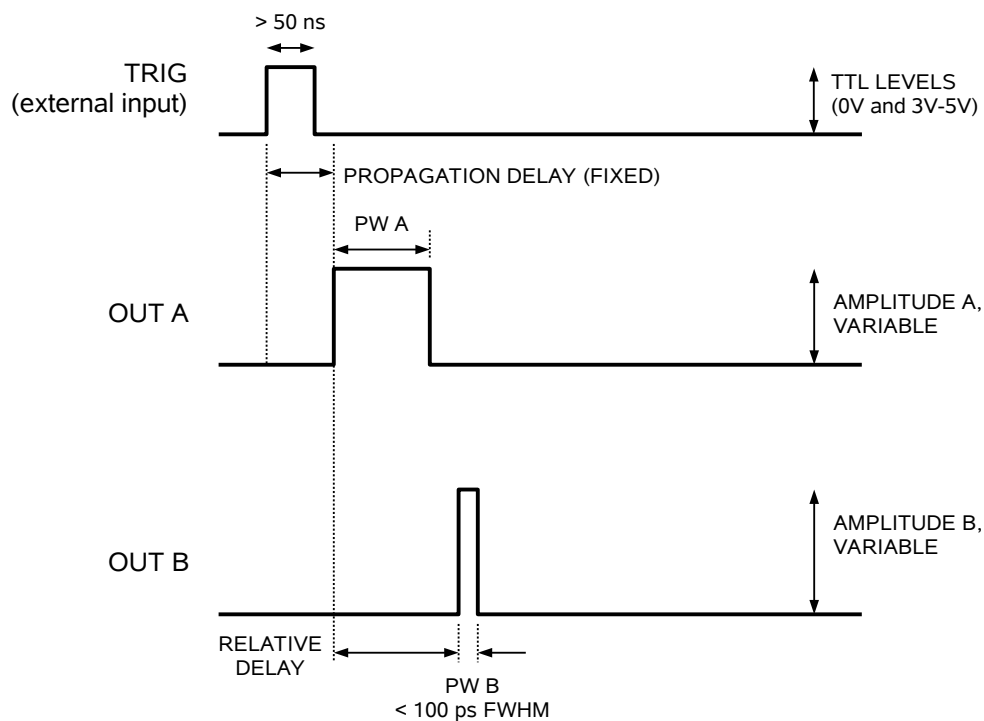 > 50 ns
TRIG
(external input)
TTL LEVELS
(0V and 3V-5V)
PROPAGATION DELAY (FIXED)
PW A
OUT A
AMPLITUDE A,
VARIABLE
OUT B
AMPLITUDE B,
VARIABLE
RELATIVE
DELAY
PW B
< 100 ps FWHM